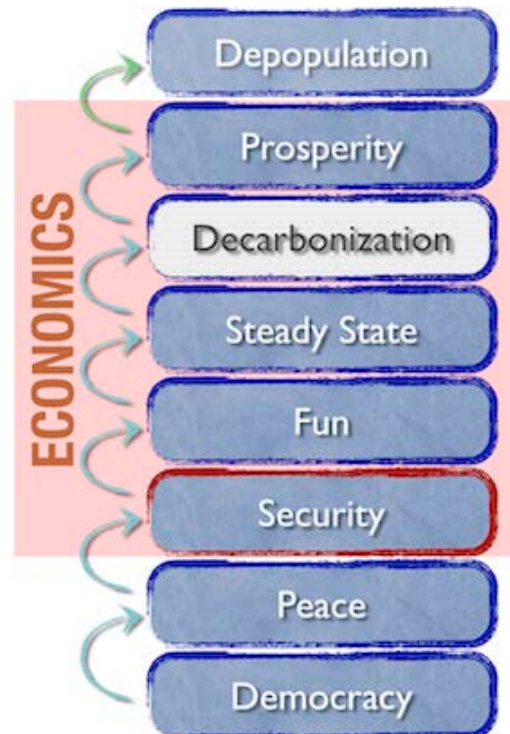 Depopulation
Prosperity
Decarbonization
Steady State
Fun
Security
Peace
Democracy
ECONOMICS